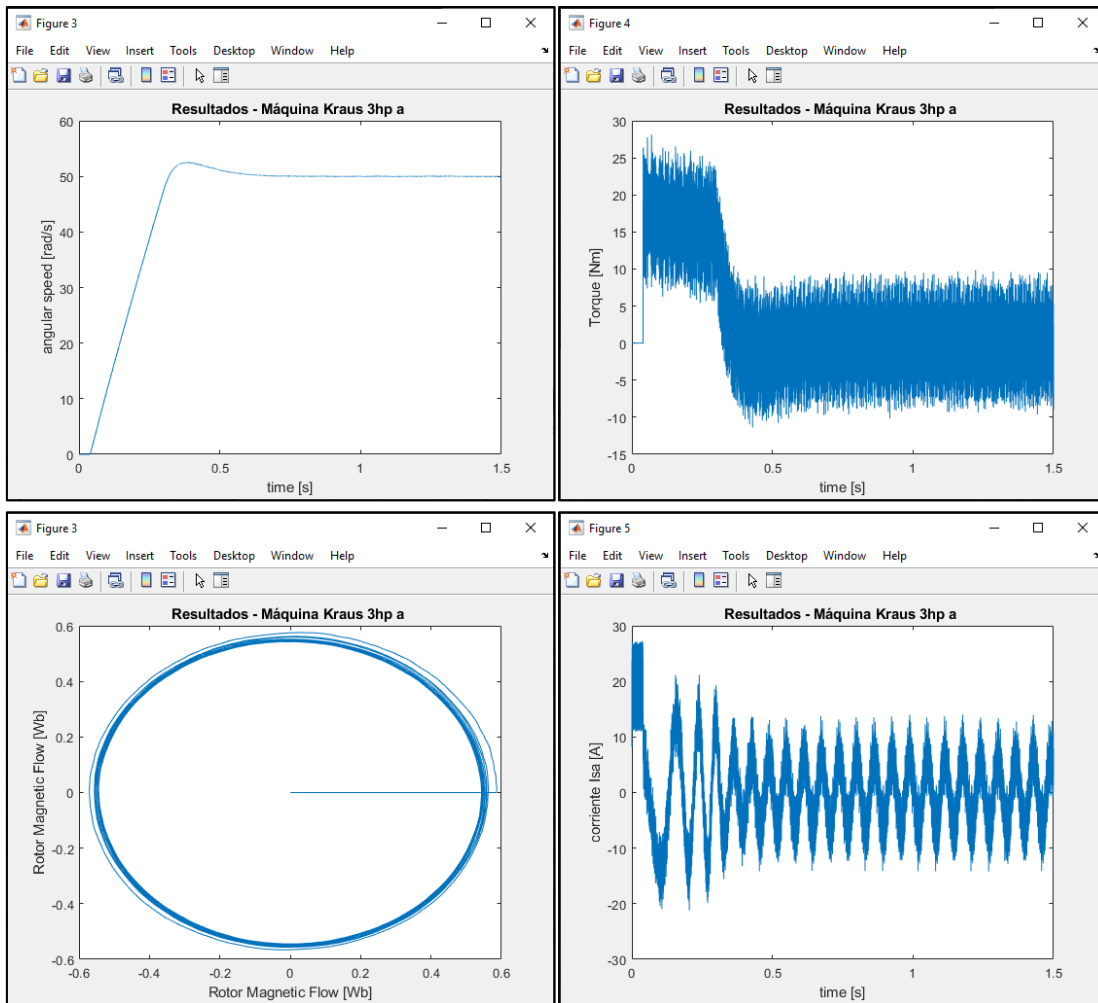 Figure 3
File Edit View Insert Tools Desktop Window Help
Resultados - Máquina Kraus 3hp a
60
50
40
30
20
10
0
angular speed [rad/s]
0 0.5 1 1.5
time [s]
Figure 4
File Edit View Insert Tools Desktop Window Help
Resultados - Máquina Kraus 3hp a
30
25
20
15
10
5
0
-5
-10
-15
Torque [Nm]
0 0.5 1 1.5
time [s]
Figure 3
File Edit View Insert Tools Desktop Window Help
Resultados - Máquina Kraus 3hp a
0.6
0.4
0.2
0
-0.2
-0.4
-0.6
Rotor Magnetic Flow [Wb]
-0.6 -0.4 -0.2 0 0.2 0.4 0.6
Rotor Magnetic Flow [Wb]
Figure 5
File Edit View Insert Tools Desktop Window Help
Resultados - Máquina Kraus 3hp a
30
20
10
0
-10
-20
-30
corriente Isa [A]
0 0.5 1 1.5
time [s]